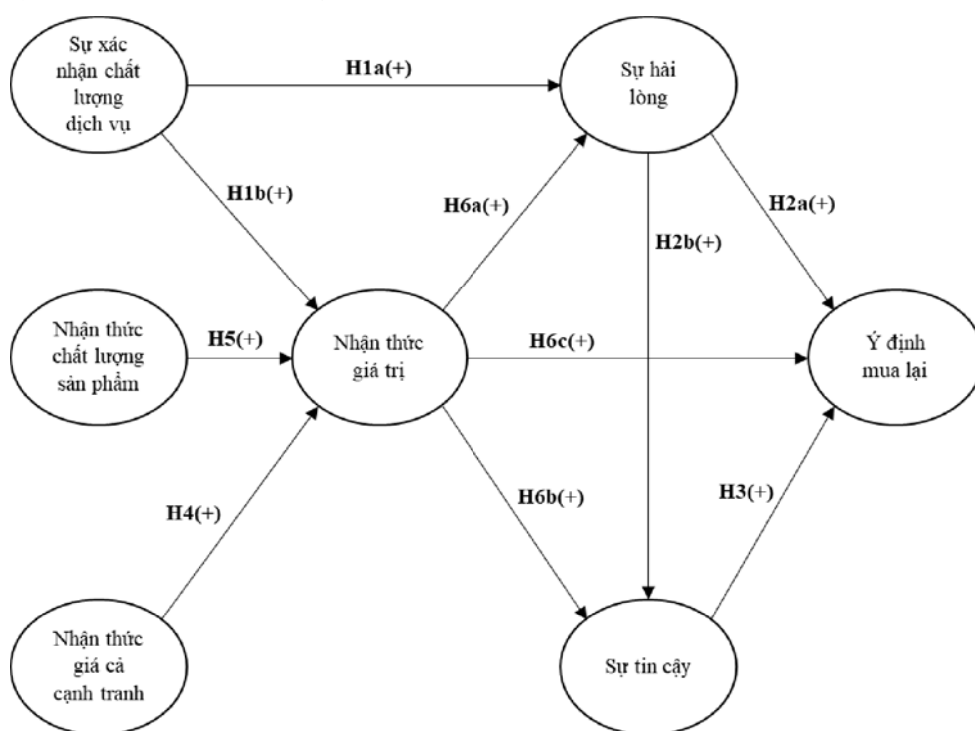 Sự xác
nhận chất
lượng
dịch vụ
H1a(+)
Sự hài
lòng
H1b(+)
H6a(+)
H2a(+)
H2b(+)
Nhận thức
chất lượng
sản phẩm
H5(+)
Nhận thức
giá trị
H6c(+)
Ý định
mua lại
H4(+)
H6b(+)
H3(+)
Nhận thức
giá cả
cạnh tranh
Sự tin cậy